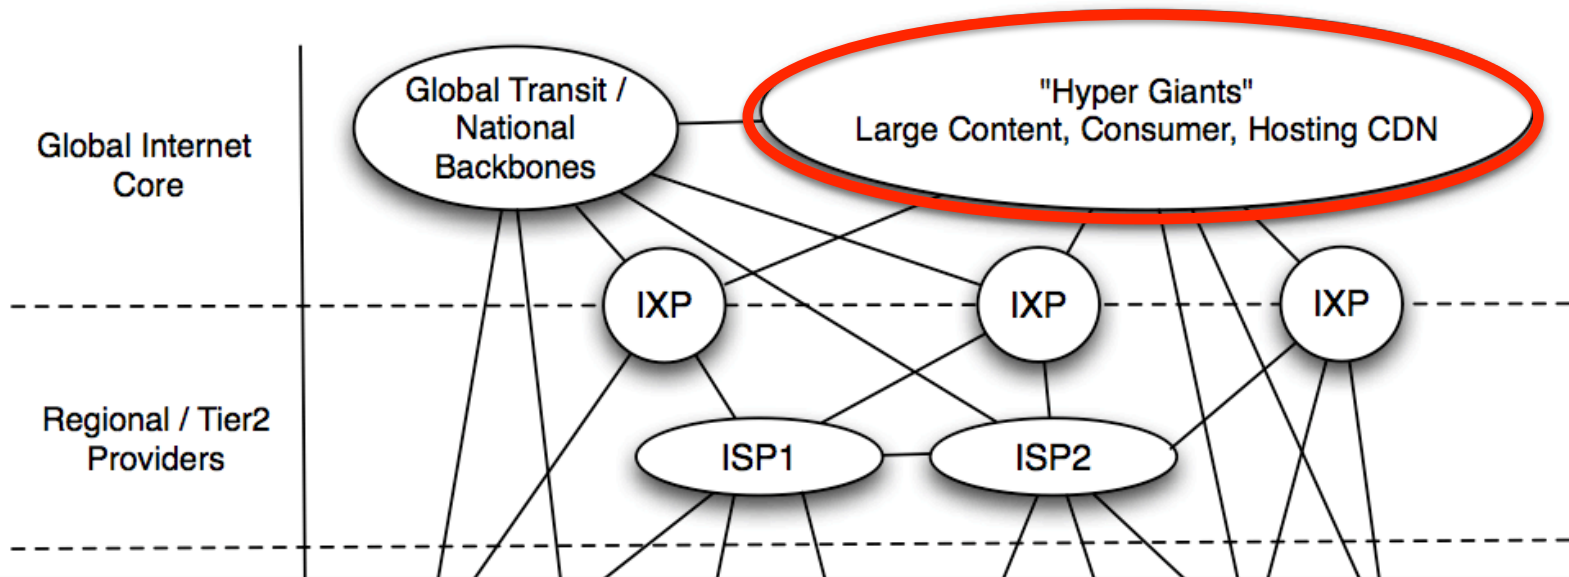 Global Internet
Core
Global Transit /
National
Backbones
"Hyper Giants"
Large Content, Consumer, Hosting CDN
IXP
IXP
IXP
Regional / Tier2
Providers
ISP1
ISP2